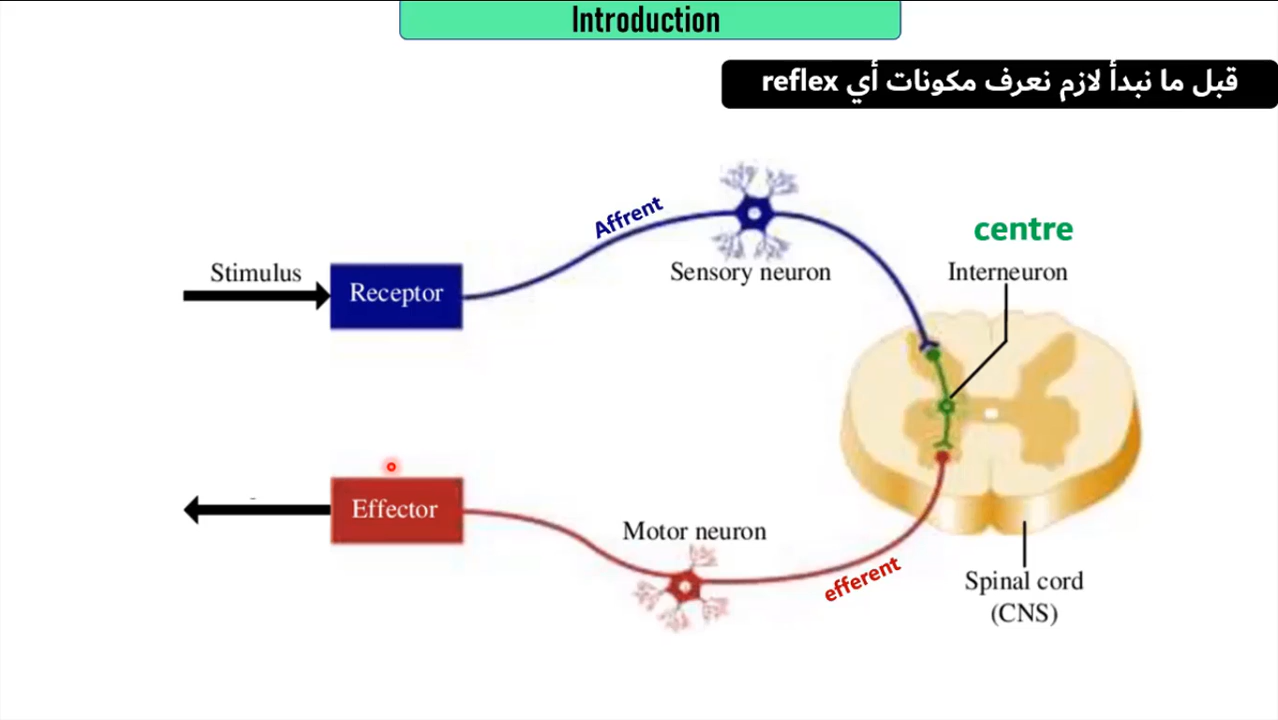 Introduction
قبل ما نبدأ لازم نعرف مكونات أي reflex
Affrent
centre
Stimulus
Receptor
Sensory neuron
Interneuron
Effector
Motor neuron
efferent
Spinal cord
(CNS)